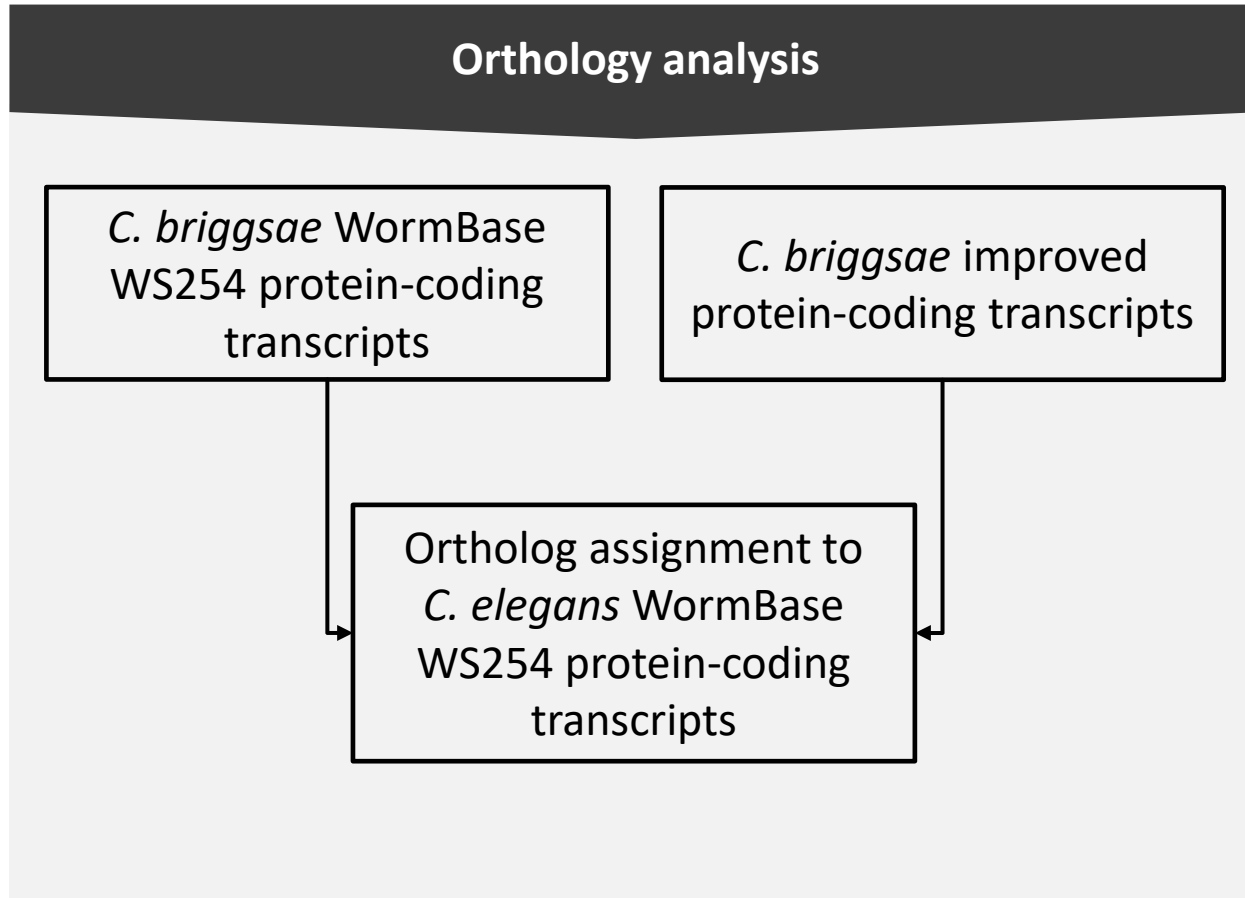 Orthology analysis
C. briggsae WormBase
WS254 protein-coding
transcripts
C. briggsae improved
protein-coding transcripts
Ortholog assignment to
C. elegans WormBase
WS254 protein-coding
transcripts